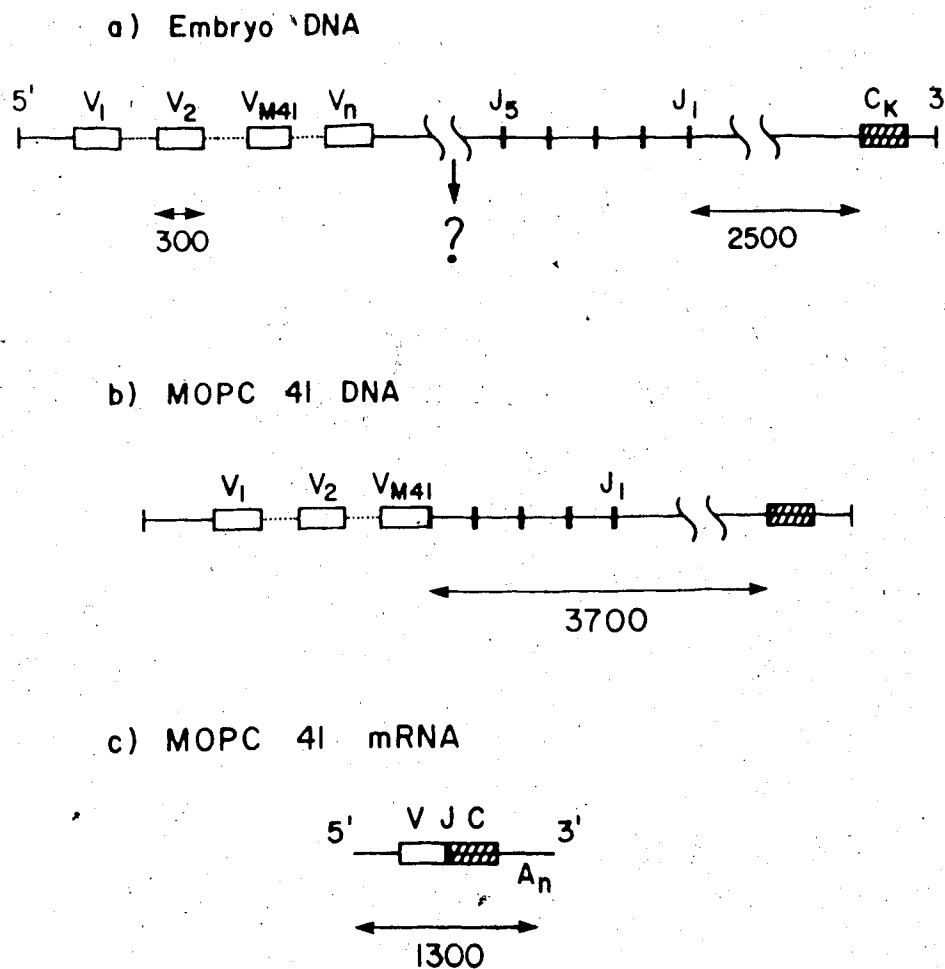 a) Embryo DNA
5' V1 V2 VM41 Vn J5 J1 CK 3
300 ? 2500
b) MOPC 41 DNA
V1 V2 VM41 J1
3700
c) MOPC 41 mRNA
5' V J C 3'
An
1300